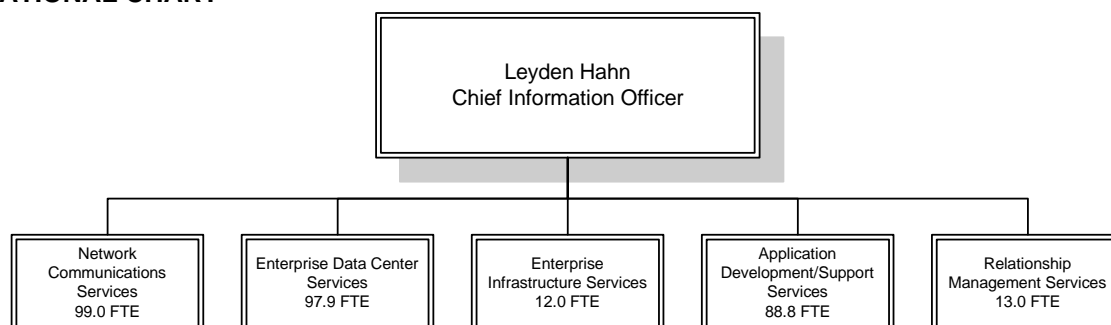 Leyden Hahn
Chief Information Officer
Network
Communications
Services
99.0 FTE
Enterprise Data Center
Services
97.9 FTE
Enterprise
Infrastructure Services
12.0 FTE
Application
Development/Support
Services
88.8 FTE
Relationship
Management Services
13.0 FTE